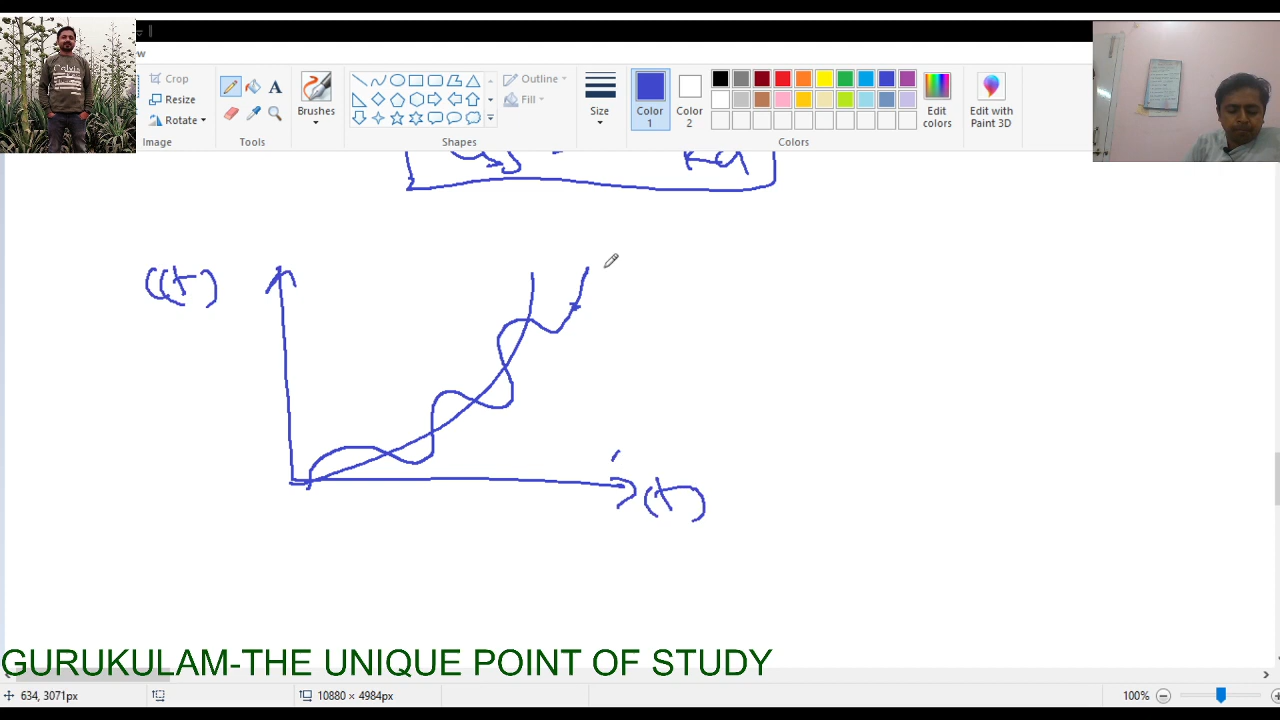 w
Crop
Resize
Rotate
Image
Tools
Brushes
Shapes
Outline
Fill
Size
Color
1
Color
2
Edit
colors
Edit with
Paint 3D
Colors
Kd
C(t)
(t)
GURUKULAM-THE UNIQUE POINT OF STUDY
634, 3071px
10880 × 4984px
100%